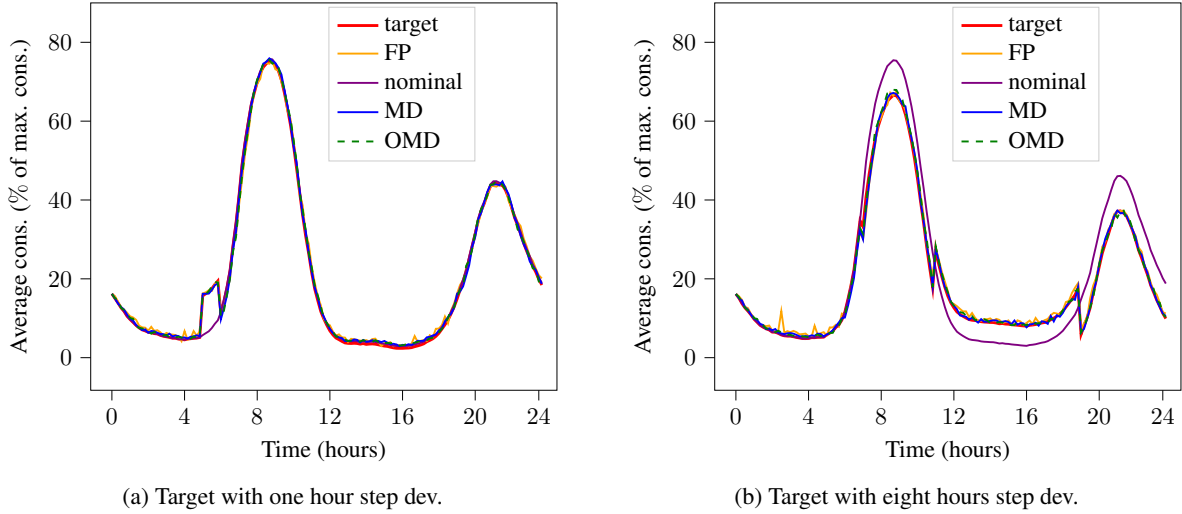 target
FP
nominal
MD
OMD
80
60
40
20
0
Average cons. (% of max. cons.)
0 4 8 12 16 20 24
Time (hours)
(a) Target with one hour step dev.
target
FP
nominal
MD
OMD
80
60
40
20
0
Average cons. (% of max. cons.)
0 4 8 12 16 20 24
Time (hours)
(b) Target with eight hours step dev.